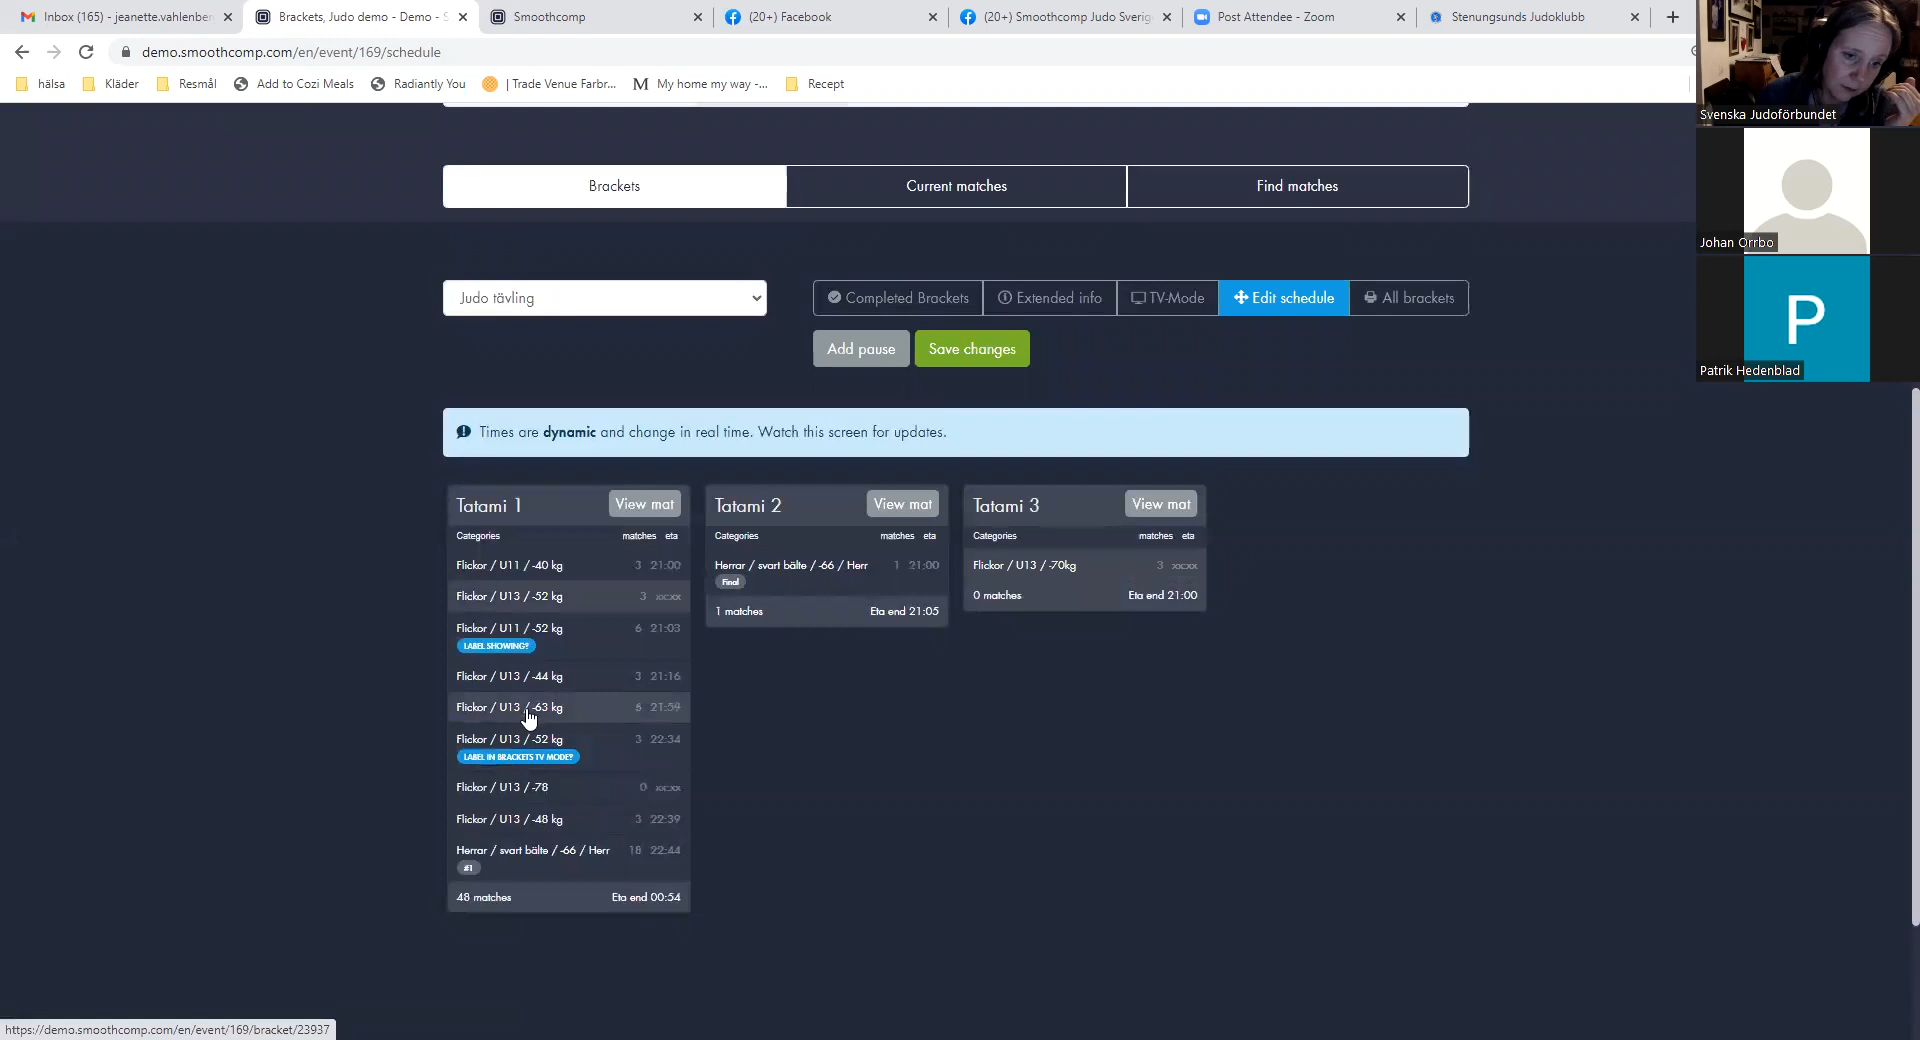 Inbox (165) - jeanette.vahlenber
Brackets, Judo demo - Demo - S
Smoothcomp
(20+) Facebook
(20+) Smoothcomp Judo Sverig
Post Attendee - Zoom
Stenungsunds Judoklubb
demo.smoothcomp.com/en/event/169/schedule
hälsa
Kläder
Resmål
Add to Cozi Meals
Radiantly You
| Trade Venue Farbr...
My home my way -...
Recept
Svenska Judoförbundet
Johan Orrbo
P
Patrik Hedenblad
Brackets
Current matches
Find matches
Judo tävling
Completed Brackets
Extended info
TV-Mode
Edit schedule
All brackets
Add pause
Save changes
Times are dynamic and change in real time. Watch this screen for updates.
Tatami 1 View mat
Categories matches eta
Flickor / U11 / -40 kg 3 21:00
Flickor / U13 / -52 kg 3 xx:xx
Flickor / U11 / -52 kg 6 21:03
LABEL SHOWING?
Flickor / U13 / -44 kg 3 21:16
Flickor / U13 / -63 kg 6 21:59
Flickor / U13 / -52 kg 3 22:34
LABEL IN BRACKETS TV MODE?
Flickor / U13 / -78 0 xx:xx
Flickor / U13 / -48 kg 3 22:39
Herrar / svart bälte / -66 / Herr 18 22:44
#1
48 matches Eta end 00:54
Tatami 2 View mat
Categories matches eta
Herrar / svart bälte / -66 / Herr 1 21:00
Final
1 matches Eta end 21:05
Tatami 3 View mat
Categories matches eta
Flickor / U13 / -70kg 3 xx:xx
0 matches Eta end 21:00
https://demo.smoothcomp.com/en/event/169/bracket/23937